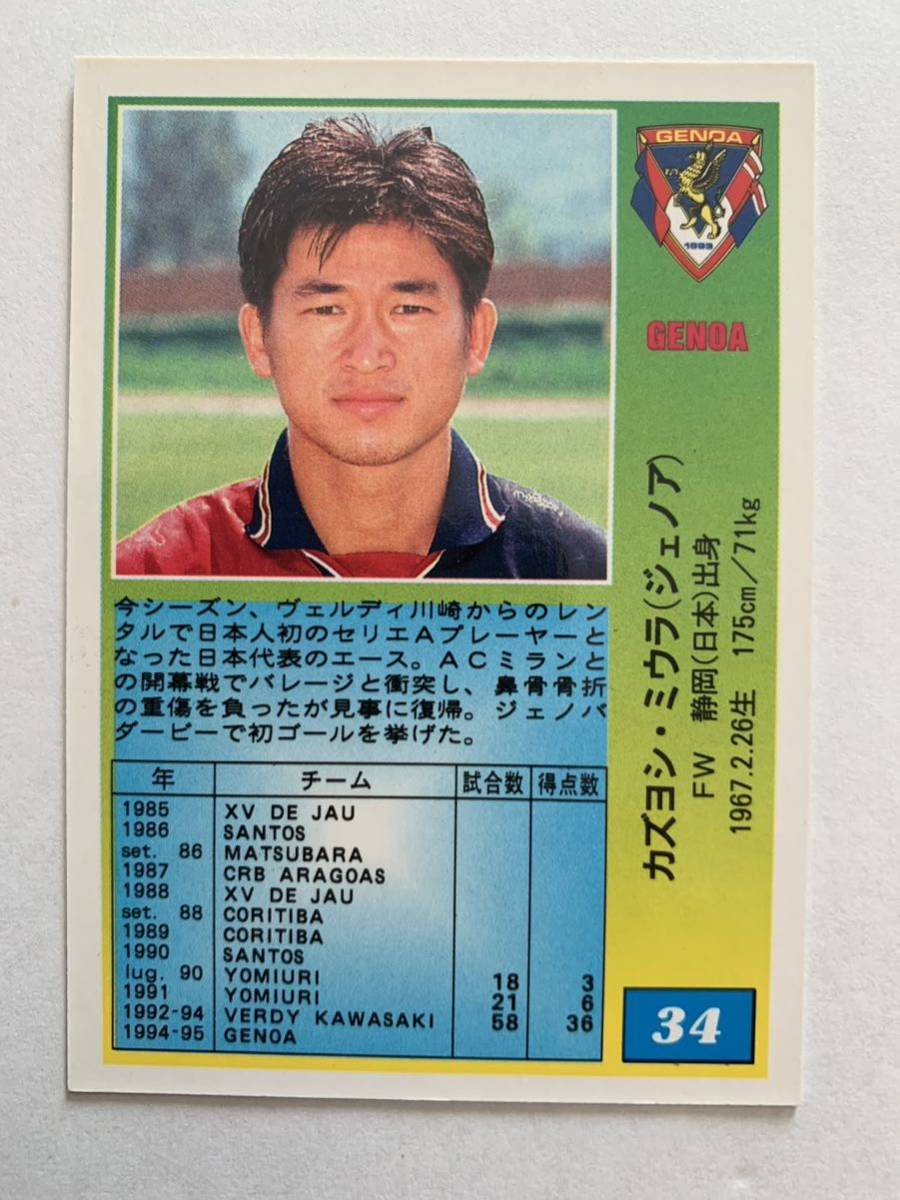 GENOA
1893
GENOA
カズヨシ・ミウラ(ジェノア)
FW 静岡(日本)出身
1967.2.26生 175cm/71kg
今シーズン、ヴェルディ川崎からのレン
タルで日本人初のセリエAプレーヤーと
なった日本代表のエース。ACミランと
の開幕戦でバレージと衝突し、鼻骨骨折
の重傷を負ったが見事に復帰。ジェノバ
ダービーで初ゴールを挙げた。
年 チーム 試合数 得点数
1985 XV DE JAU
1986 SANTOS
set. 86 MATSUBARA
1987 CRB ARAGOAS
1988 XV DE JAU
set. 88 CORITIBA
1989 CORITIBA
1990 SANTOS
lug. 90 YOMIURI 18 3
1991 YOMIURI 21 6
1992-94 VERDY KAWASAKI 58 36
1994-95 GENOA
34